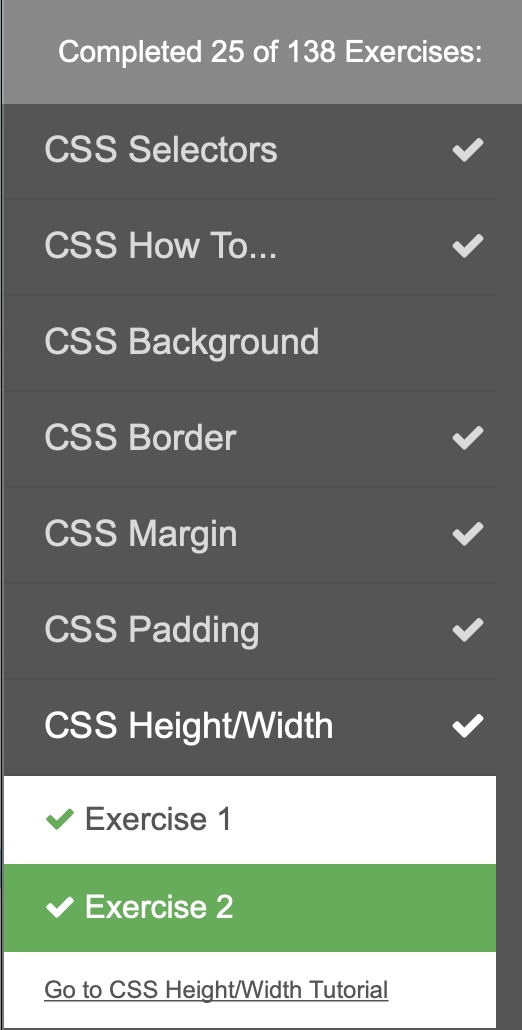 Completed 25 of 138 Exercises:
CSS Selectors
CSS How To...
CSS Background
CSS Border
CSS Margin
CSS Padding
CSS Height/Width
Exercise 1
Exercise 2
Go to CSS Height/Width Tutorial